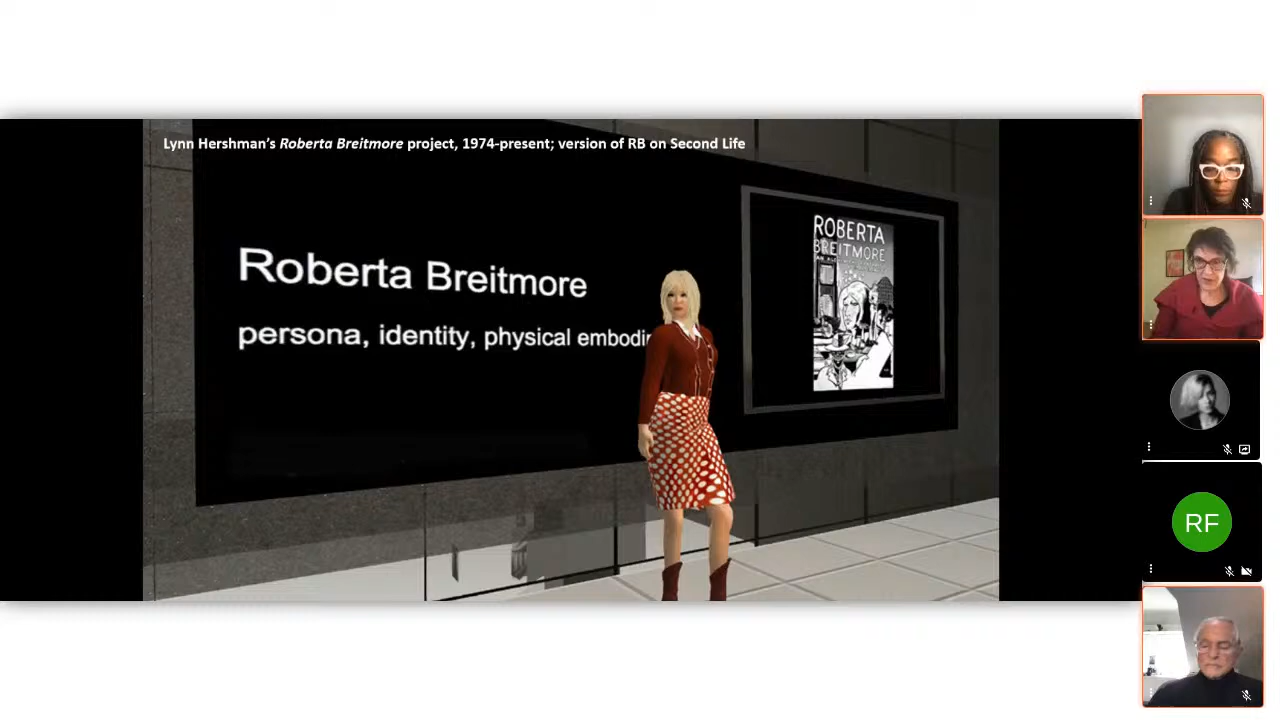 Lynn Hershman's Roberta Breitmore project, 1974-present; version of RB on Second Life
Roberta Breitmore
persona, identity, physical embodi
ROBERTA
BREITMORE
RF